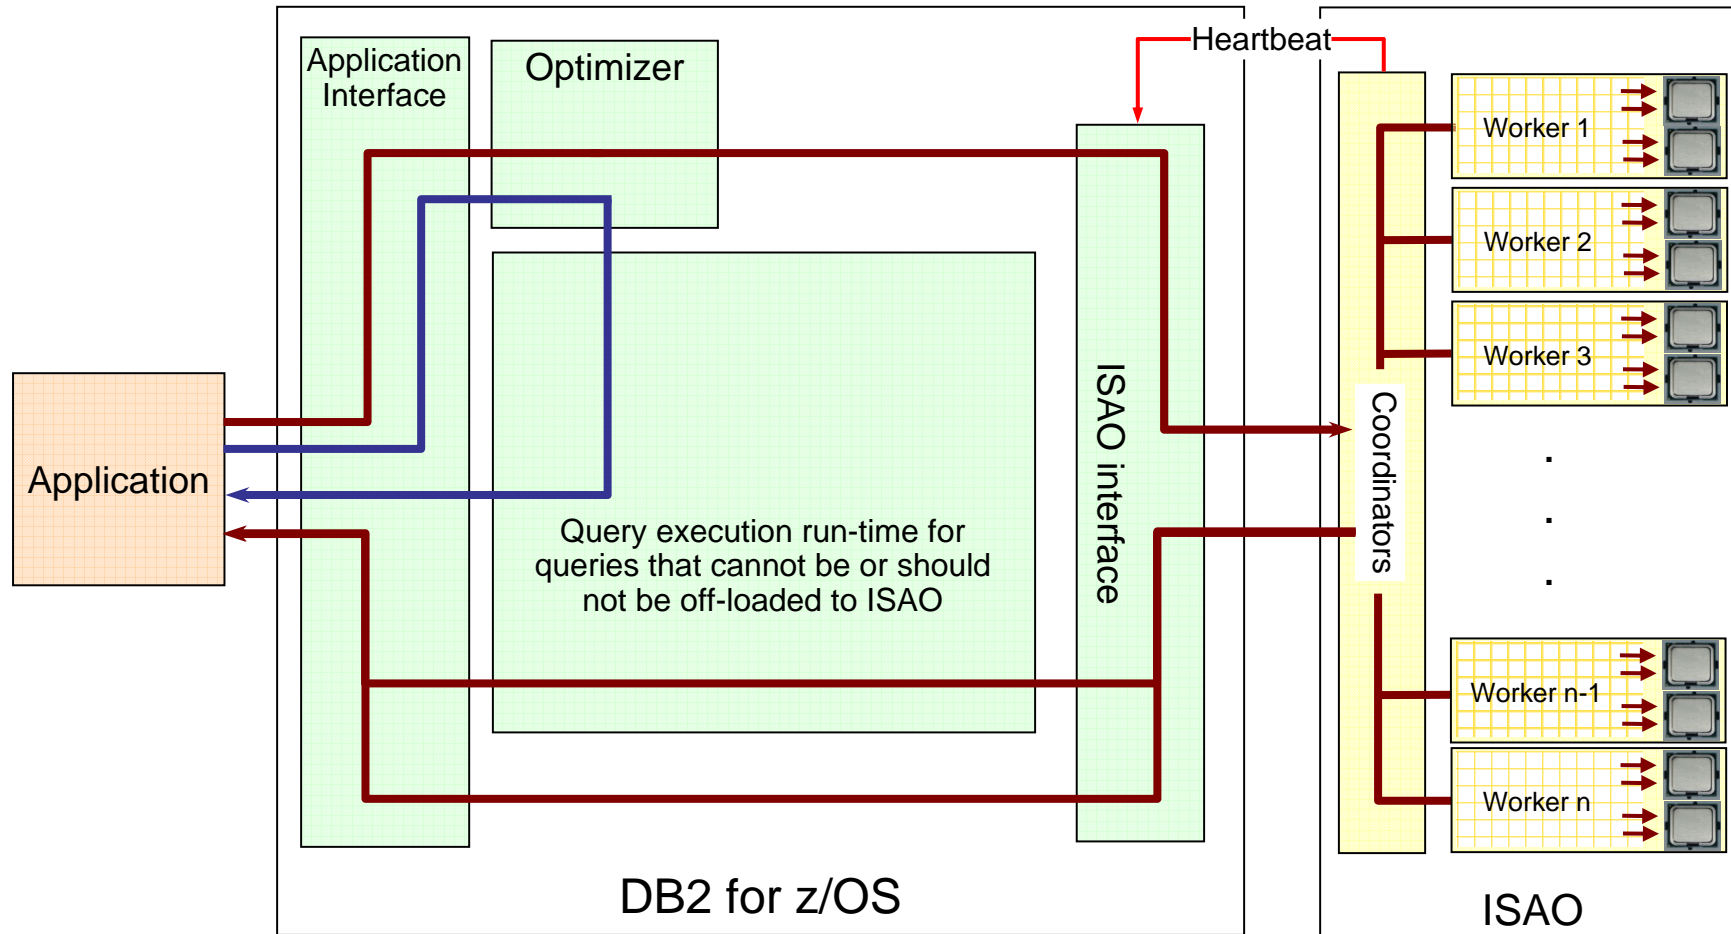 Application
Application
Interface
Optimizer
Query execution run-time for
queries that cannot be or should
not be off-loaded to ISAO
ISAO interface
DB2 for z/OS
Heartbeat
Coordinators
Worker 1
Worker 2
Worker 3
.
.
.
Worker n-1
Worker n
ISAO